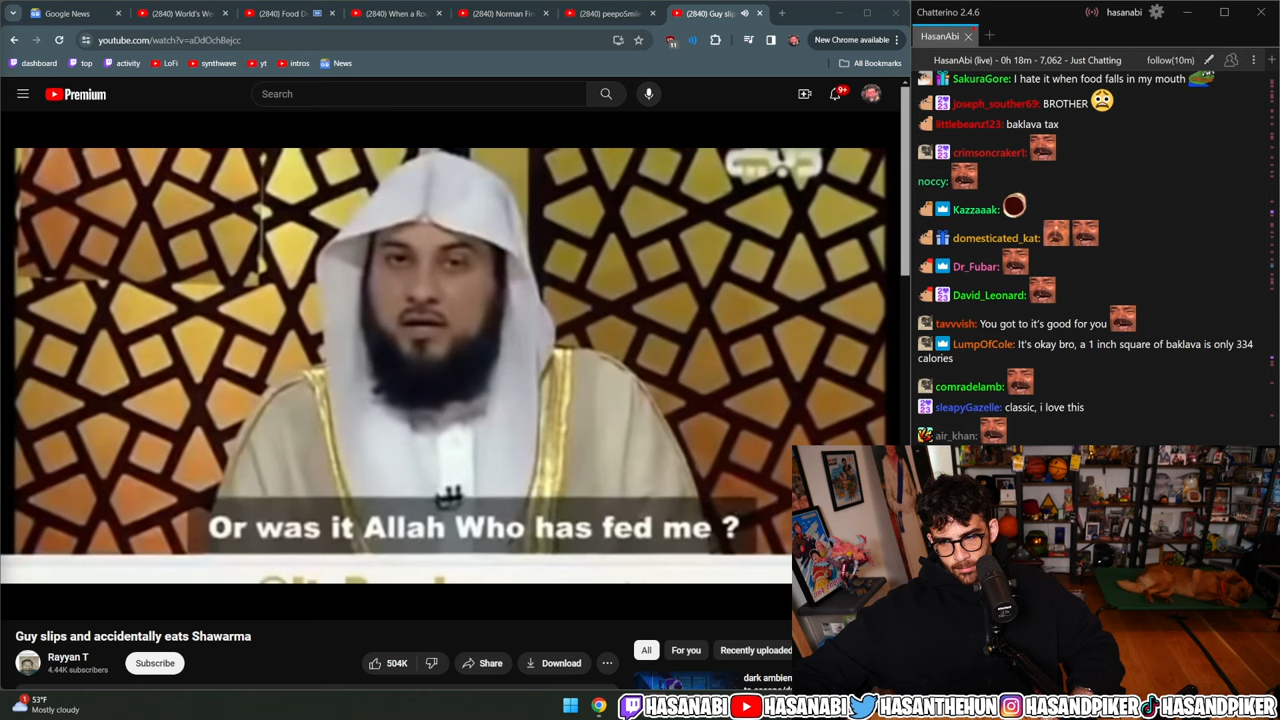 Google News
(2840) World's We
(2840) Food D
(2840) When a Ro
(2840) Norman Fin
(2840) peepoSmile
(2840) Guy slip
youtube.com/watch?v=aDdOchBejcc
New Chrome available
dashboard
top
activity
LoFi
synthwave
yt
intros
News
All Bookmarks
Premium
Search
9+
11
Or was it Allah Who has fed me ?
Guy slips and accidentally eats Shawarma
Rayyan T
4.44K subscribers
Subscribe
504K
Share
Download
All
For you
Recently uploaded
dark ambien
1
53°F
Mostly cloudy
Chatterino 2.4.6
hasanabi
HasanAbi
HasanAbi (live) - 0h 18m - 7,062 - Just Chatting
follow(10m)
SakuraGore: I hate it when food falls in my mouth
joseph_souther69: BROTHER
littlebeanz123: baklava tax
crimsoncraker1:
noccy:
Kazzaaak:
domesticated_kat:
Dr_Fubar:
David_Leonard:
tavvvish: You got to it's good for you
LumpOfCole: It's okay bro, a 1 inch square of baklava is only 334
calories
comradelamb:
sleapyGazelle: classic, i love this
air_khan:
HASANABI
HASANABI
HASANTHEHUN
HASANDPIKER
HASANDPIKER